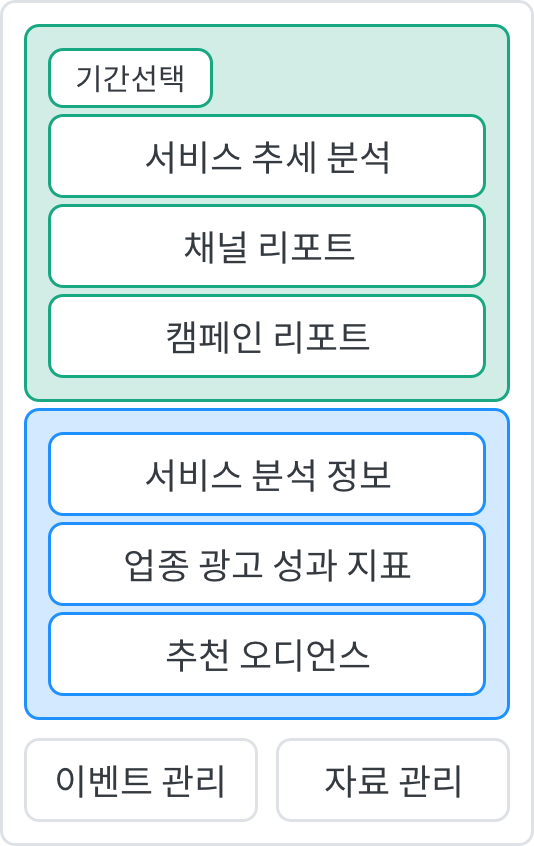 기간선택
서비스 추세 분석
채널 리포트
캠페인 리포트
서비스 분석 정보
업종 광고 성과 지표
추천 오디언스
이벤트 관리
자료 관리